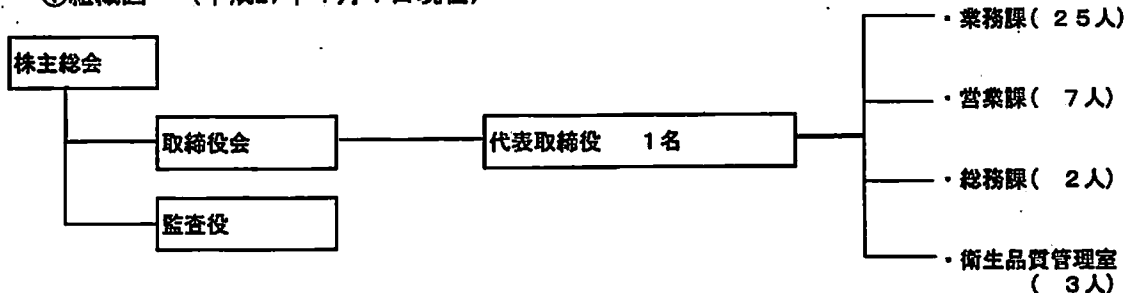 ・業務課( 25人)
株主総会
・営業課( 7人)
取締役会
代表取締役 1名
・総務課( 2人)
監査役
・衛生品質管理室
( 3人)